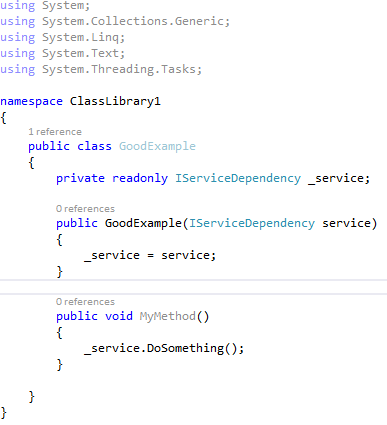 using System;
using System.Collections.Generic;
using System.Linq;
using System.Text;
using System.Threading.Tasks;

namespace ClassLibrary1
{
    1 reference
    public class GoodExample
    {
        private readonly IServiceDependency _service;

        0 references
        public GoodExample(IServiceDependency service)
        {
            _service = service;
        }

        0 references
        public void MyMethod()
        {
            _service.DoSomething();
        }

    }
}